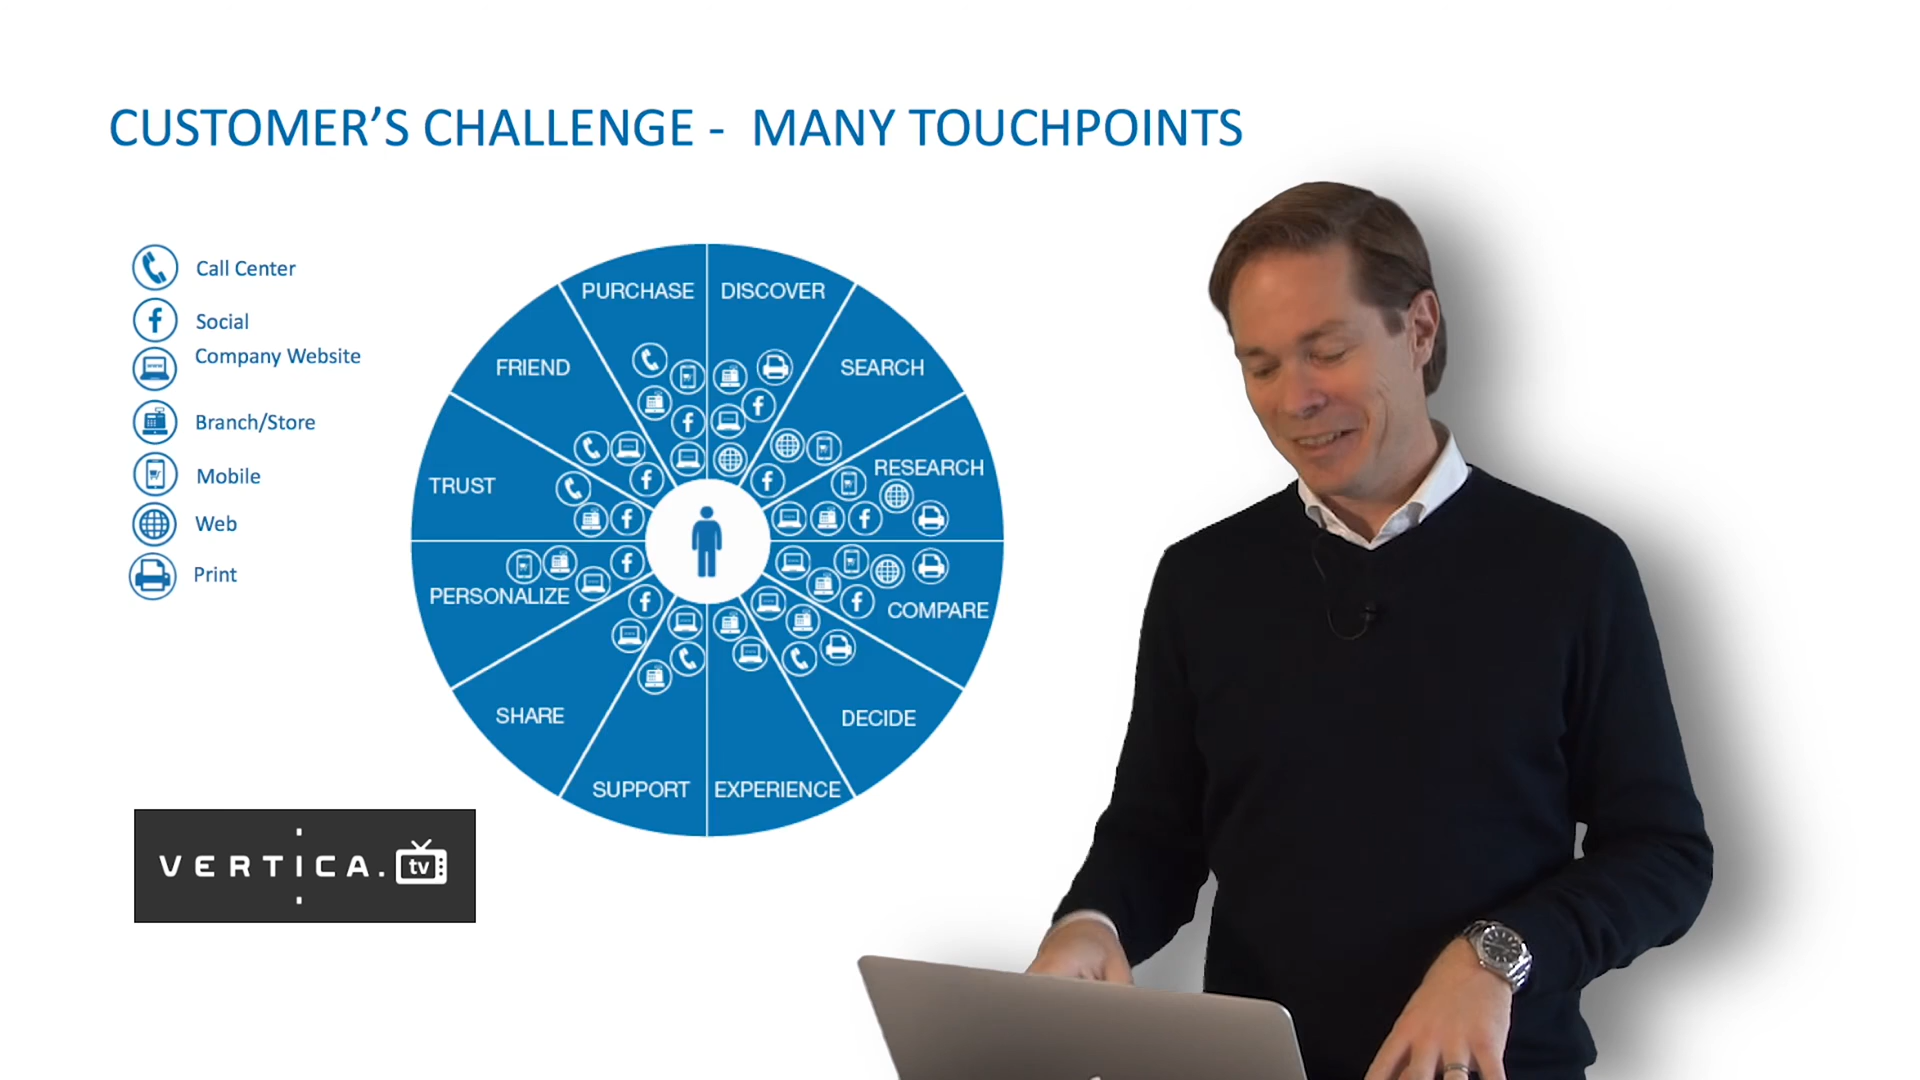 CUSTOMER'S CHALLENGE - MANY TOUCHPOINTS
Call Center
Social
Company Website
Branch/Store
Mobile
Web
Print
PURCHASE
DISCOVER
FRIEND
SEARCH
TRUST
RESEARCH
PERSONALIZE
COMPARE
SHARE
DECIDE
SUPPORT
EXPERIENCE
VERTICA.tv